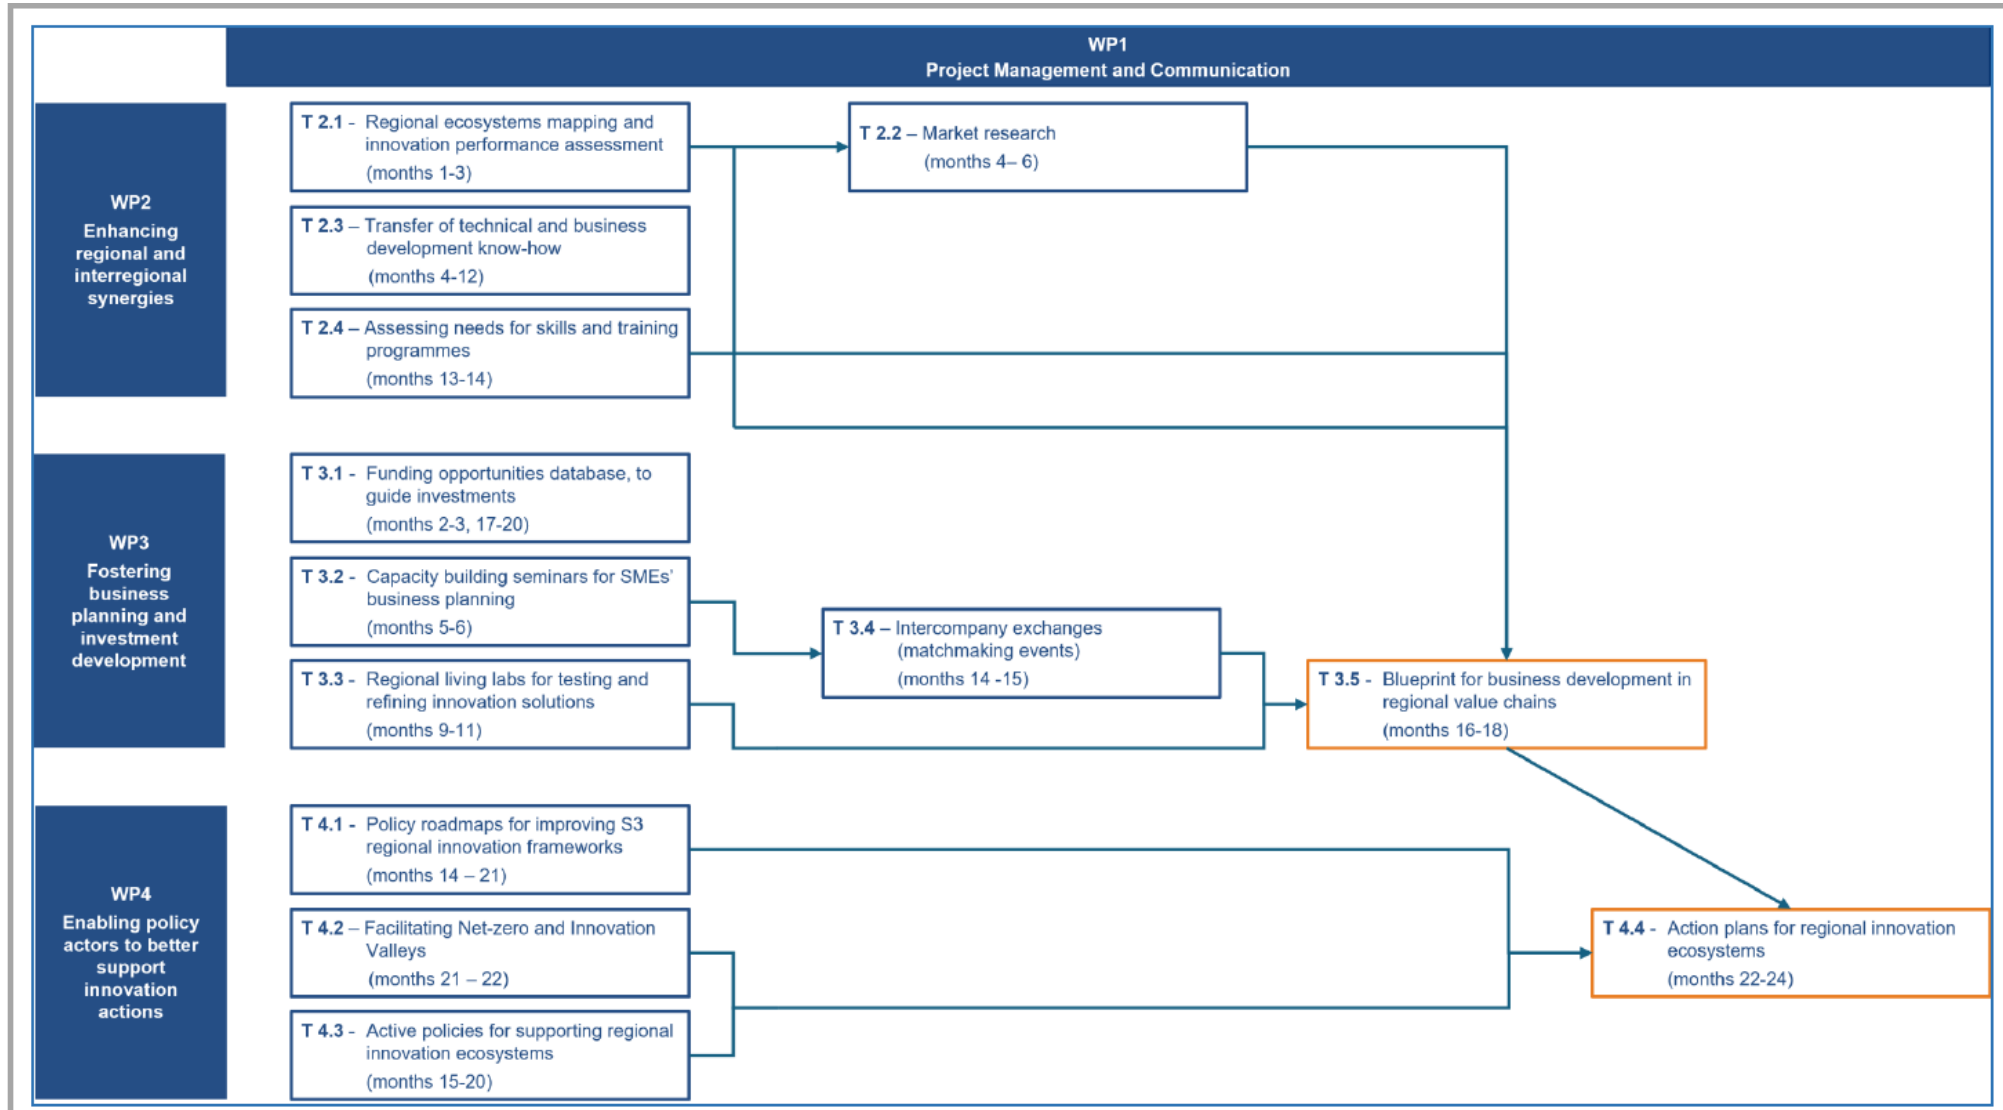 WP1
Project Management and Communication
WP2
Enhancing
regional and
interregional
synergies
T 2.1 - Regional ecosystems mapping and
innovation performance assessment
(months 1-3)
T 2.2 – Market research
(months 4– 6)
T 2.3 – Transfer of technical and business
development know-how
(months 4-12)
T 2.4 – Assessing needs for skills and training
programmes
(months 13-14)
WP3
Fostering
business
planning and
investment
development
T 3.1 - Funding opportunities database, to
guide investments
(months 2-3, 17-20)
T 3.2 - Capacity building seminars for SMEs'
business planning
(months 5-6)
T 3.3 - Regional living labs for testing and
refining innovation solutions
(months 9-11)
T 3.4 – Intercompany exchanges
(matchmaking events)
(months 14 -15)
T 3.5 - Blueprint for business development in
regional value chains
(months 16-18)
WP4
Enabling policy
actors to better
support
innovation
actions
T 4.1 - Policy roadmaps for improving S3
regional innovation frameworks
(months 14 – 21)
T 4.2 – Facilitating Net-zero and Innovation
Valleys
(months 21 – 22)
T 4.3 - Active policies for supporting regional
innovation ecosystems
(months 15-20)
T 4.4 - Action plans for regional innovation
ecosystems
(months 22-24)